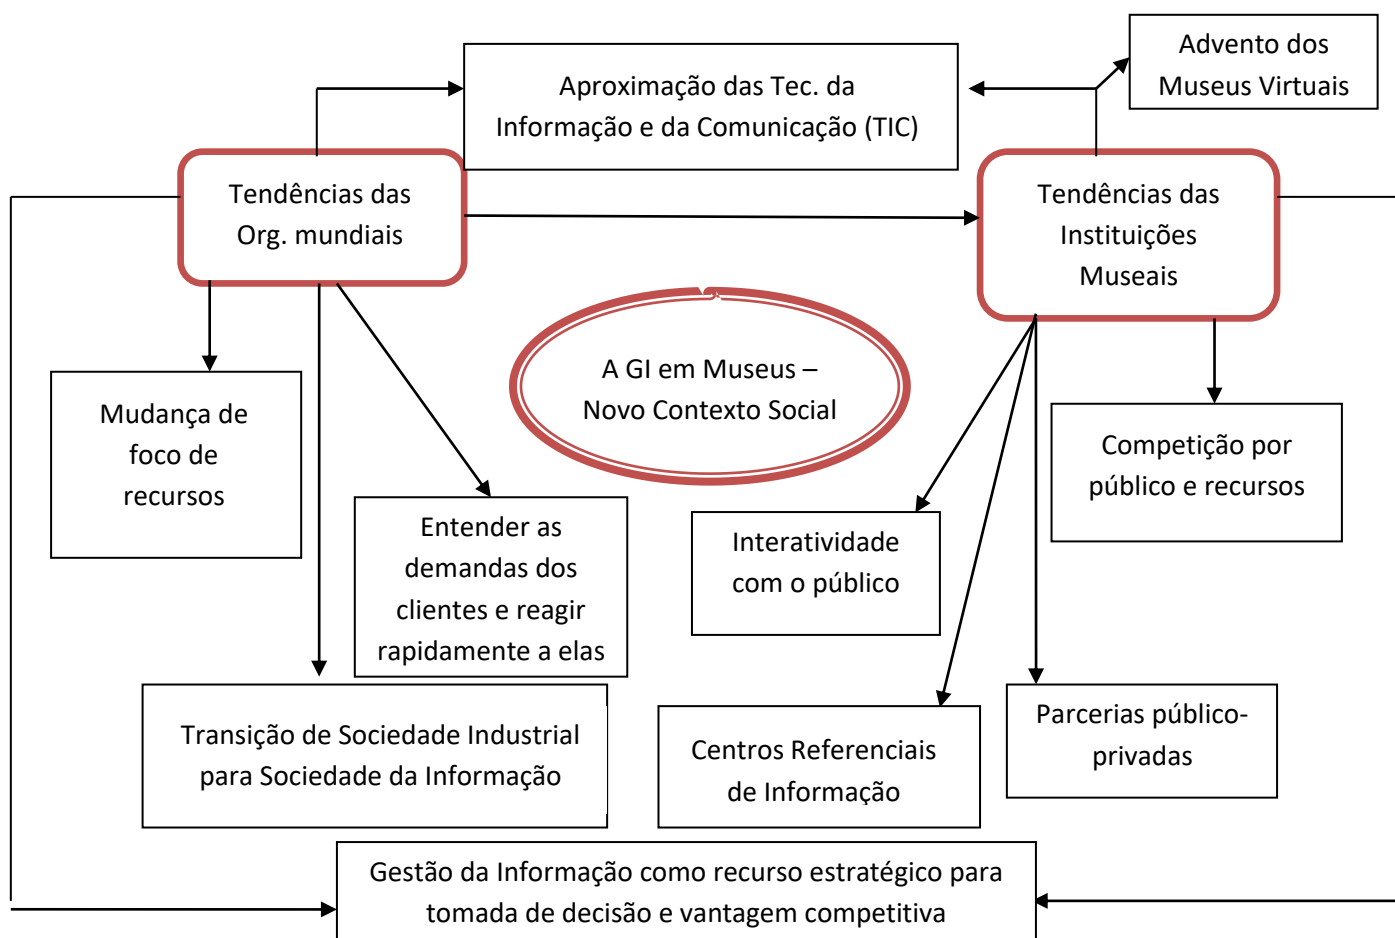 Advento dos
Museus Virtuais
Aproximação das Tec. da
Informação e da Comunicação (TIC)
Tendências das
Org. mundiais
Tendências das
Instituições
Museais
A GI em Museus –
Novo Contexto Social
Mudança de
foco de
recursos
Competição por
público e recursos
Entender as
demandas dos
clientes e reagir
rapidamente a elas
Interatividade
com o público
Transição de Sociedade Industrial
para Sociedade da Informação
Centros Referenciais
de Informação
Parcerias público-
privadas
Gestão da Informação como recurso estratégico para
tomada de decisão e vantagem competitiva